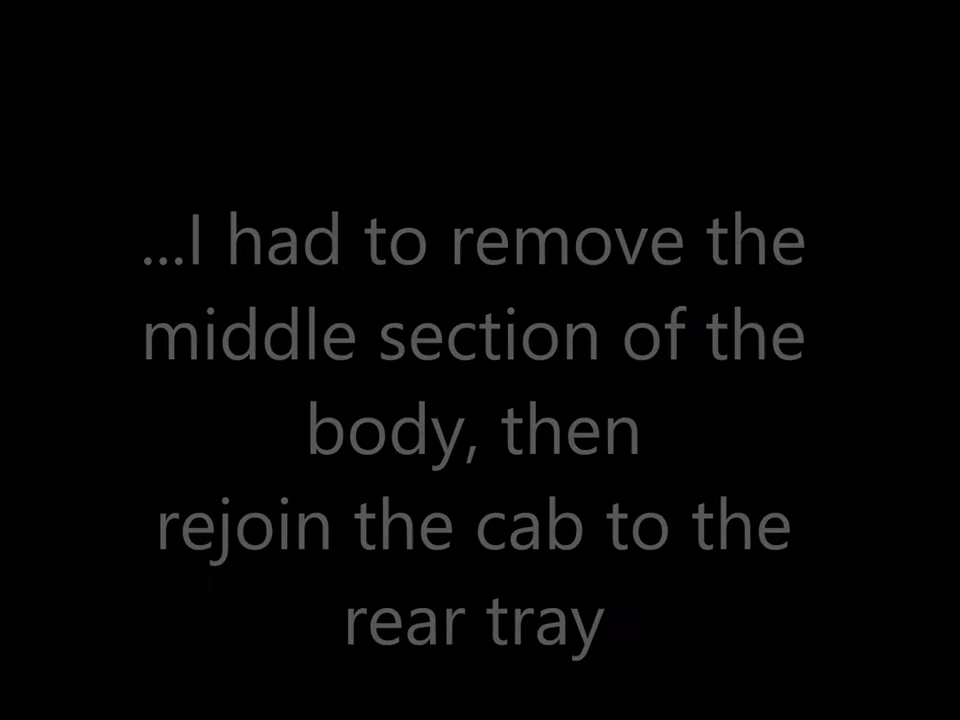 ...I had to remove the
middle section of the
body, then
rejoin the cab to the
rear tray